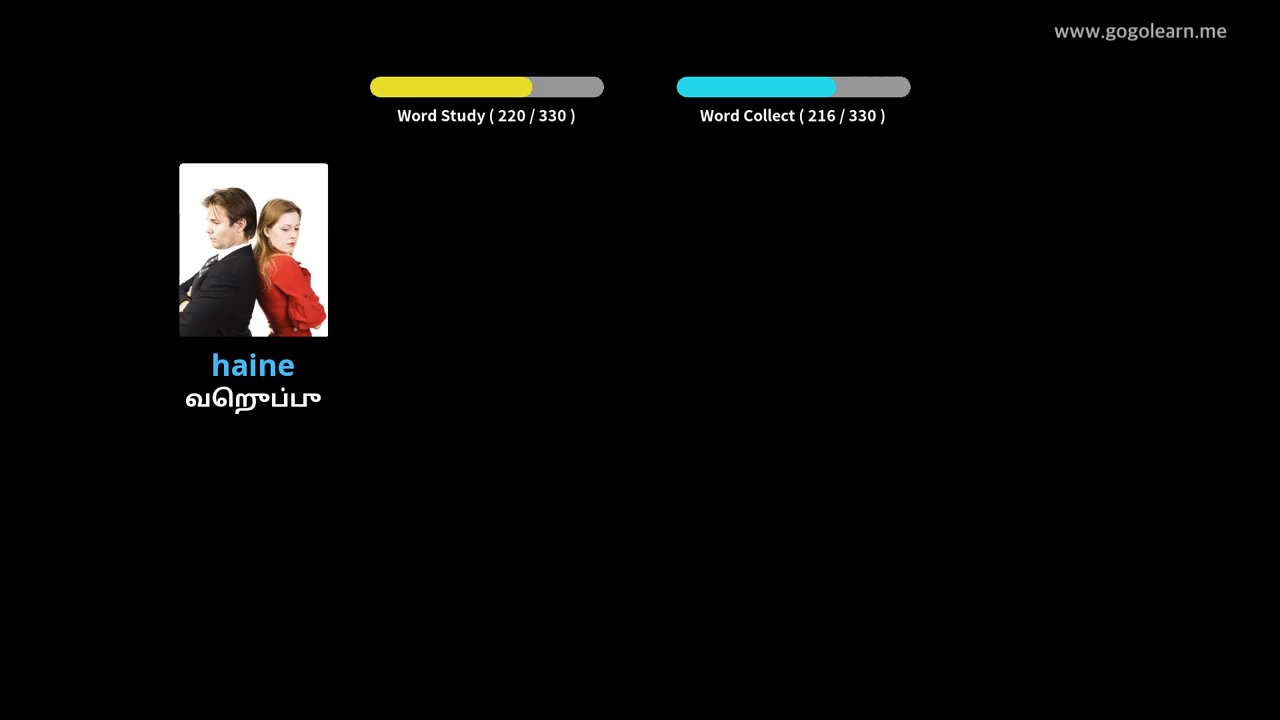 www.gogolearn.me
Word Study ( 220 / 330 )
Word Collect ( 216 / 330 )
haine
வெறுப்பு